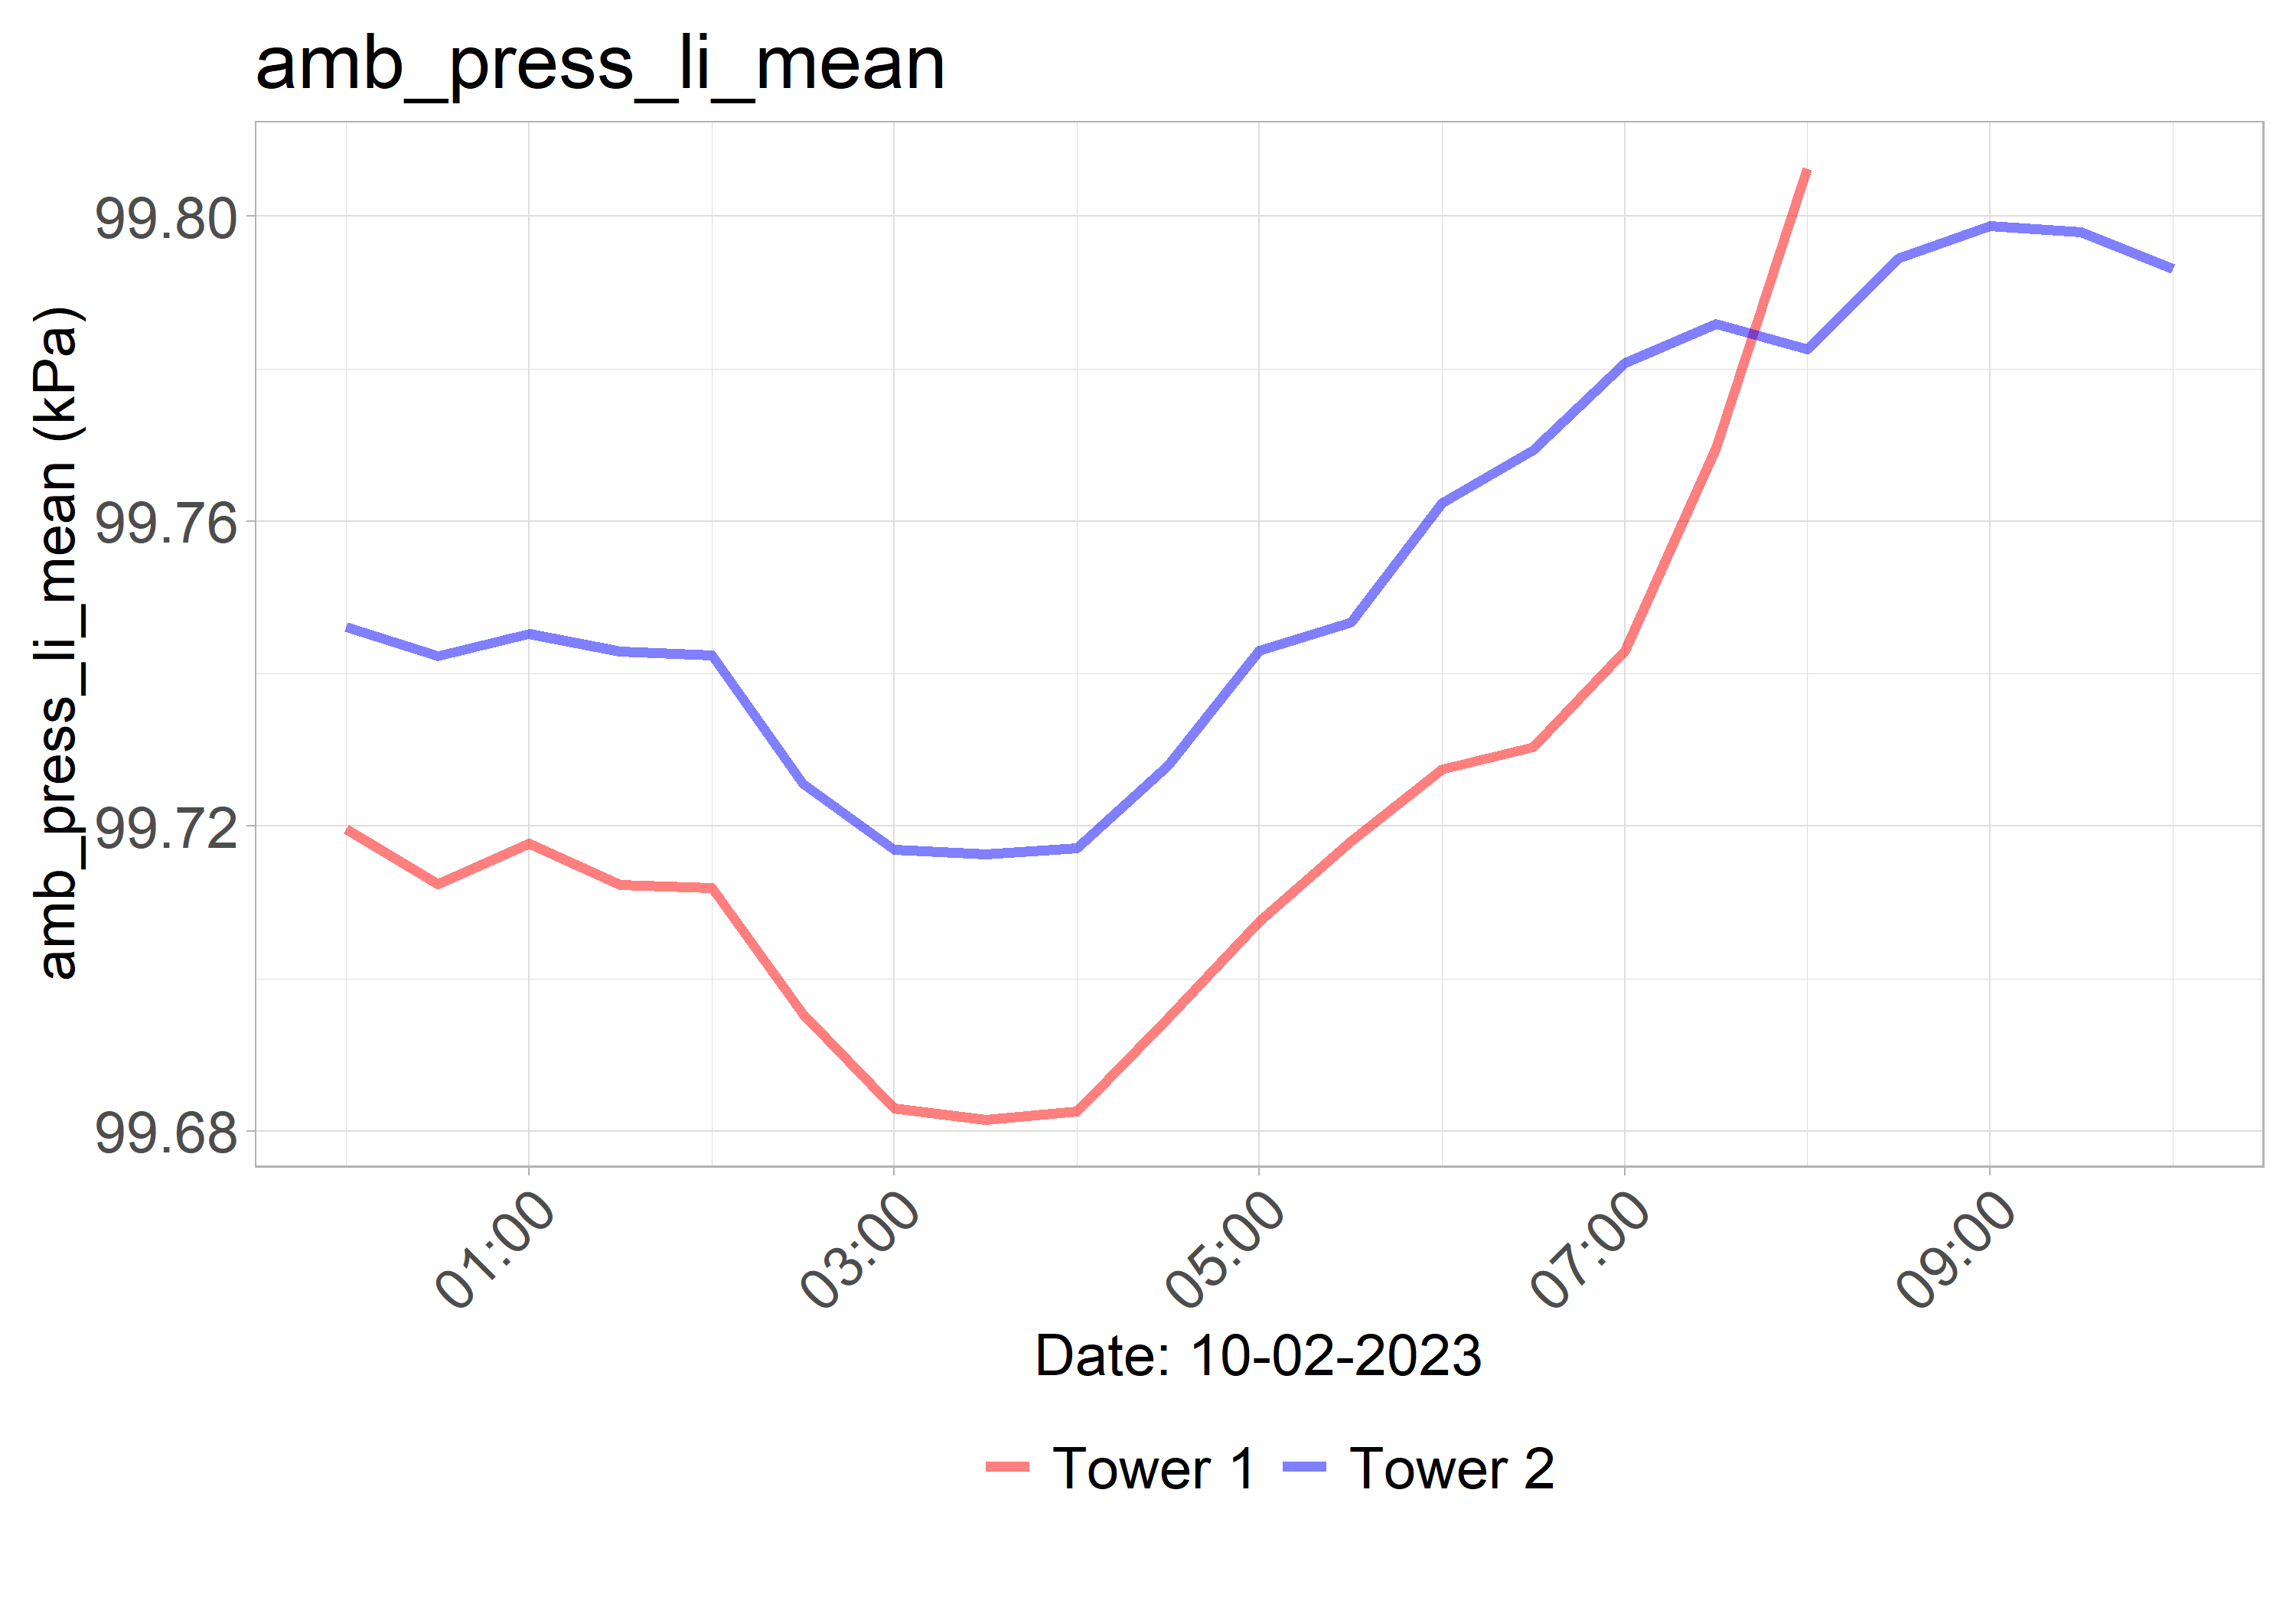 amb_press_li_mean
amb_press_li_mean (kPa)
99.80
99.76
99.72
99.68
01:00
03:00
05:00
07:00
09:00
Date: 10-02-2023
Tower 1
Tower 2